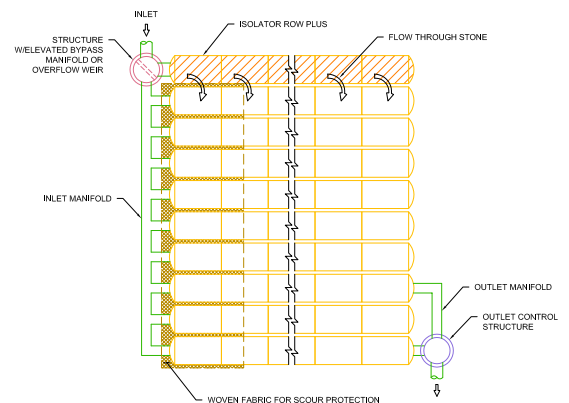 INLET
ISOLATOR ROW PLUS
STRUCTURE
W/ELEVATED BYPASS
MANIFOLD OR
OVERFLOW WEIR
FLOW THROUGH STONE
INLET MANIFOLD
OUTLET MANIFOLD
OUTLET CONTROL
STRUCTURE
WOVEN FABRIC FOR SCOUR PROTECTION